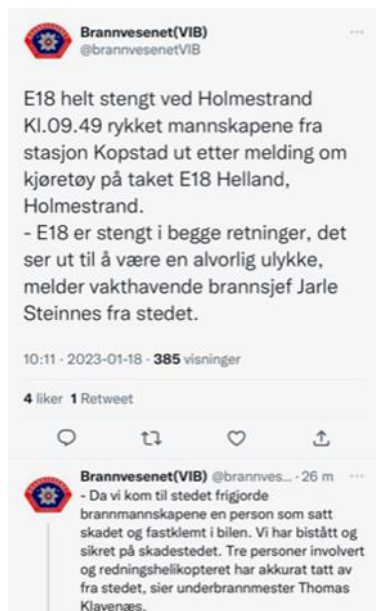 Brannvesenet(VIB)
@brannvesenetVIB
E18 helt stengt ved Holmestrand
Kl.09.49 rykket mannskapene fra
stasjon Kopstad ut etter melding om
kjøretøy på taket E18 Helland,
Holmestrand.
- E18 er stengt i begge retninger, det
ser ut til å være en alvorlig ulykke,
melder vakthavende brannsjef Jarle
Steinnes fra stedet.
10:11 · 2023-01-18 · 385 visninger
4 liker 1 Retweet
Brannvesenet(VIB) @brannves... · 26 m
- Da vi kom til stedet frigjorde
brannmannskapene en person som satt
skadet og fastklemt i bilen. Vi har bistått og
sikret på skadestedet. Tre personer involvert
og redningshelikopteret har akkurat tatt av
fra stedet, sier underbrannmester Thomas
Klavenæs.